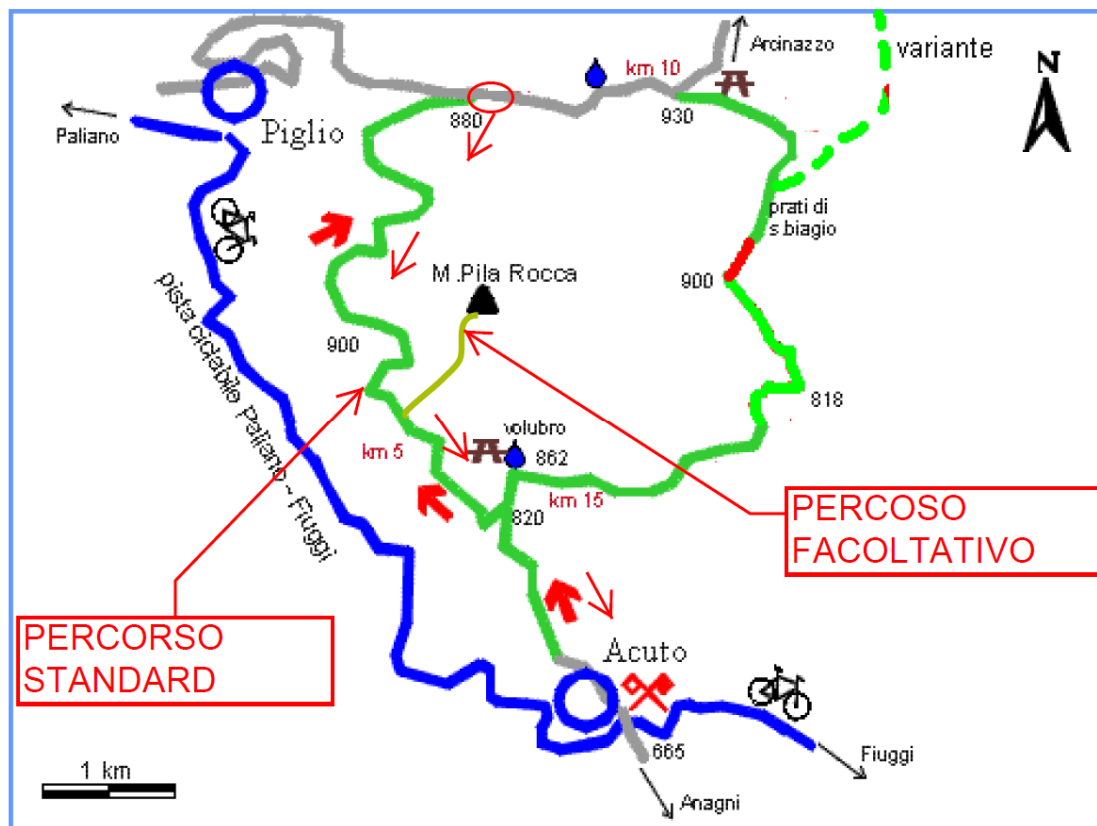 Arcinazzo
variante
N
km 10
Paliano
Piglio
880
930
prati di
s.biagio
M.Pila Rocca
900
900
pista ciclabile Paliano - Fiuggi
818
volubro
km 5
862
km 15
820
PERCOSO
FACOLTATIVO
PERCORSO
STANDARD
Acuto
665
Fiuggi
1 km
Anagni